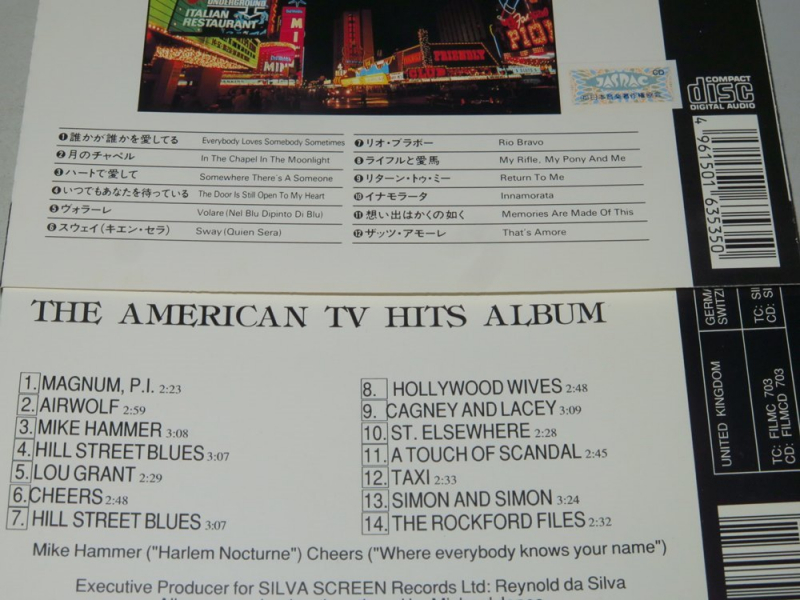 UNDERGROUND
ITALIAN
RESTAURANT
FRIENDLY
CLUB
JASRAC
CD
COMPACT
disc
DIGITAL AUDIO
4 961501 635350
❶誰かが誰かを愛してる Everybody Loves Somebody Sometimes
❷月のチャペル In The Chapel In The Moonlight
❸ハートで愛して Somewhere There's A Someone
❹いつでもあなたを待っている The Door Is Still Open To My Heart
❺ヴォラーレ Volare (Nel Blu Dipinto Di Blu)
❻スウェイ(キエン・セラ) Sway (Quien Sera)
❼リオ・ブラボー Rio Bravo
❽ライフルと愛馬 My Rifle, My Pony And Me
❾リターン・トゥ・ミー Return To Me
❿イナモラータ Innamorata
⓫想い出はかくの如く Memories Are Made Of This
⓬ザッツ・アモーレ That's Amore
THE AMERICAN TV HITS ALBUM
1. MAGNUM, P.I. 2:23
2. AIRWOLF 2:59
3. MIKE HAMMER 3:08
4. HILL STREET BLUES 3:07
5. LOU GRANT 2:29
6. CHEERS 2:48
7. HILL STREET BLUES 3:07
8. HOLLYWOOD WIVES 2:48
9. CAGNEY AND LACEY 3:09
10. ST. ELSEWHERE 2:28
11. A TOUCH OF SCANDAL 2:45
12. TAXI 2:33
13. SIMON AND SIMON 3:24
14. THE ROCKFORD FILES 2:32
Mike Hammer ("Harlem Nocturne") Cheers ("Where everybody knows your name")
Executive Producer for SILVA SCREEN Records Ltd: Reynold da Silva
UNITED KINGDOM
TC: FILMC 703
CD: FILMCD 703